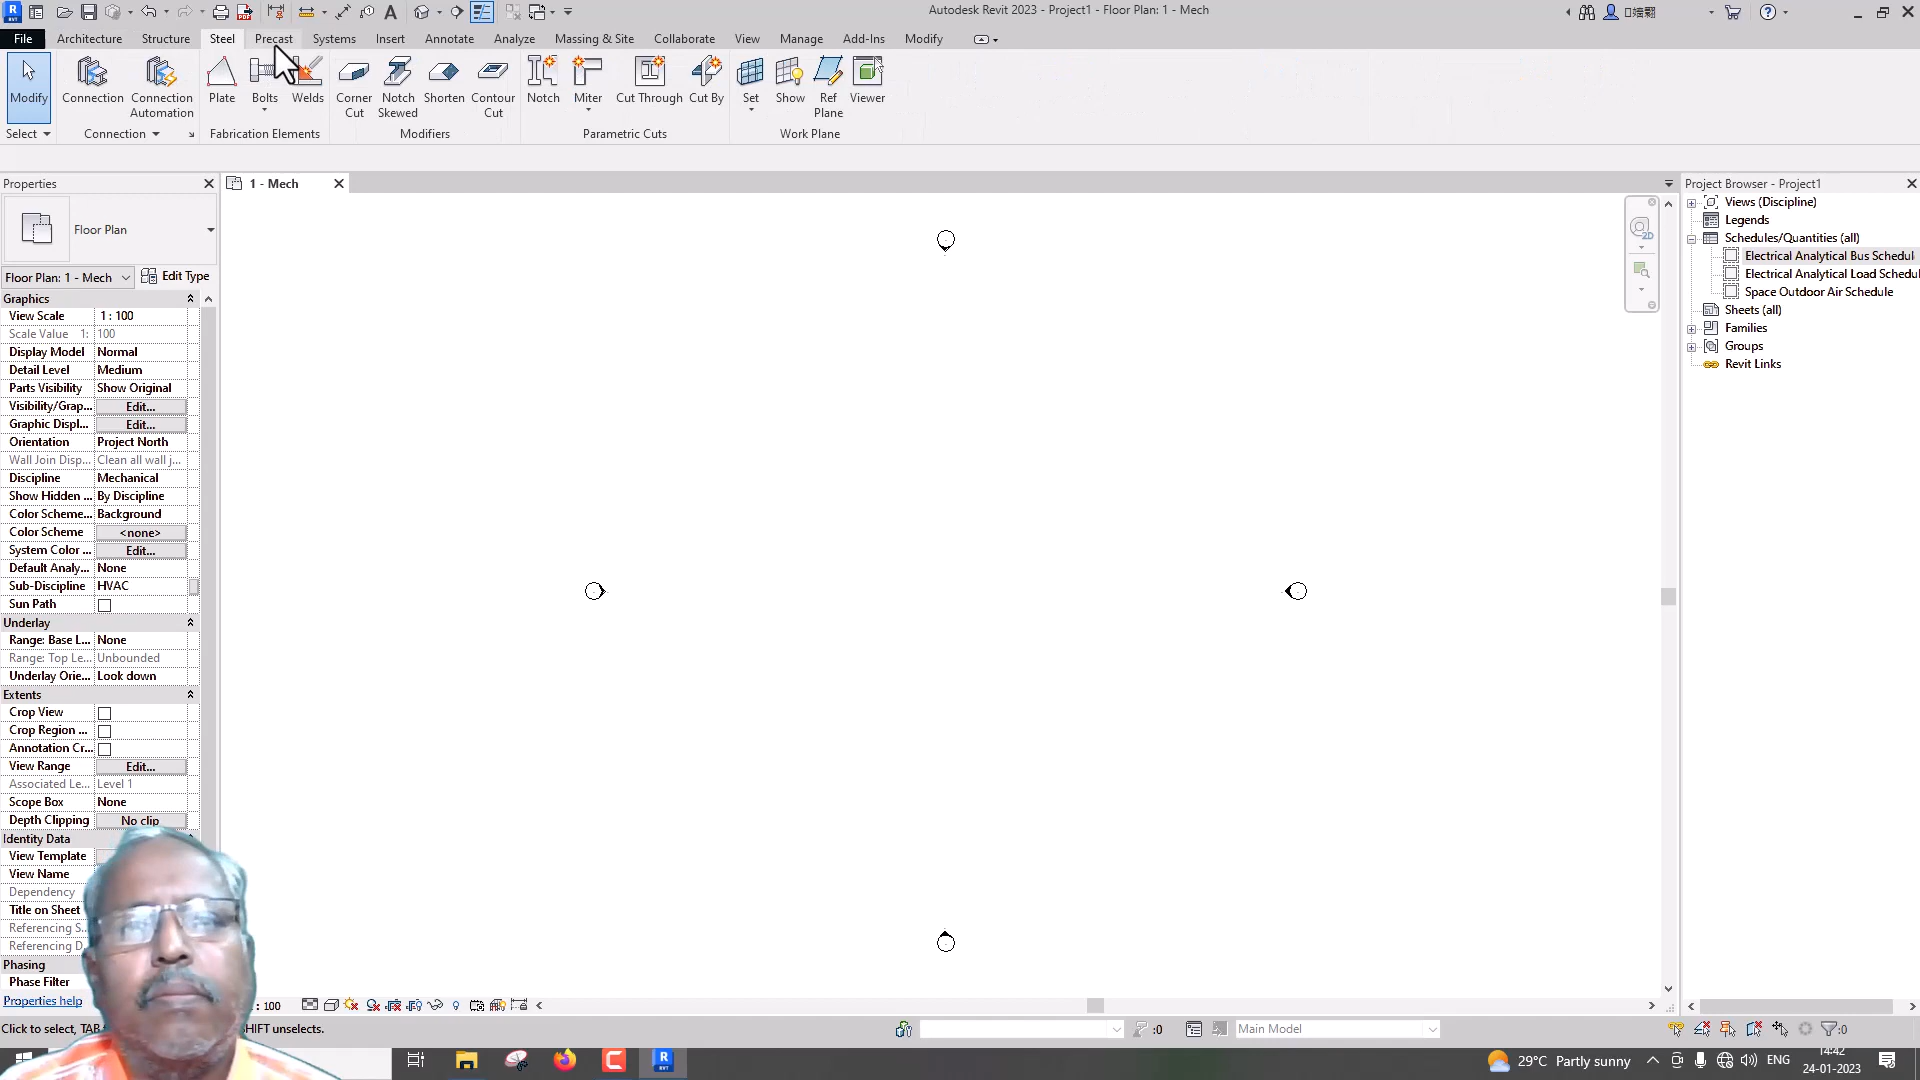 Autodesk Revit 2023 - Project1 - Floor Plan: 1 - Mech
File Architecture Structure Steel Precast Systems Insert Annotate Analyze Massing & Site Collaborate View Manage Add-Ins Modify
Modify Connection Connection Automation Plate Bolts Welds Corner Cut Notch Skewed Shorten Contour Cut Notch Miter Cut Through Cut By Set Show Ref Plane Viewer
Select Connection Fabrication Elements Modifiers Parametric Cuts Work Plane
Properties
Floor Plan
Floor Plan: 1 - Mech Edit Type
Graphics
View Scale 1 : 100
Scale Value 1: 100
Display Model Normal
Detail Level Medium
Parts Visibility Show Original
Visibility/Grap... Edit...
Graphic Displ... Edit...
Orientation Project North
Wall Join Disp... Clean all wall j...
Discipline Mechanical
Show Hidden ... By Discipline
Color Scheme... Background
Color Scheme <none>
System Color ... Edit...
Default Analy... None
Sub-Discipline HVAC
Sun Path
Underlay
Range: Base L... None
Range: Top Le... Unbounded
Underlay Orie... Look down
Extents
Crop View
Crop Region ...
Annotation Cr...
View Range Edit...
Associated Le... Level 1
Scope Box None
Depth Clipping No clip
Identity Data
View Template
View Name
Dependency
Title on Sheet
Referencing S...
Referencing D...
Phasing
Phase Filter
Properties help
1 - Mech
2D
: 100
Project Browser - Project1
Views (Discipline)
Legends
Schedules/Quantities (all)
Electrical Analytical Bus Schedul
Electrical Analytical Load Schedu
Space Outdoor Air Schedule
Sheets (all)
Families
Groups
Revit Links
Click to select, TAB SHIFT unselects.
:0 Main Model :0
29°C Partly sunny ENG
14:42
24-01-2023